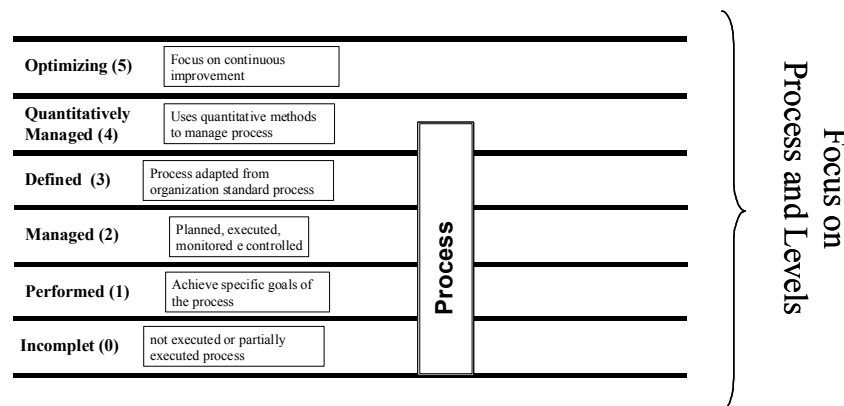 Optimizing (5)
Focus on continuous
improvement
Quantitatively
Managed (4)
Uses quantitative methods
to manage process
Defined (3)
Process adapted from
organization standard process
Managed (2)
Planned, executed,
monitored e controlled
Performed (1)
Achieve specific goals of
the process
Incomplet (0)
not executed or partially
executed process
Process
Focus on
Process and Levels